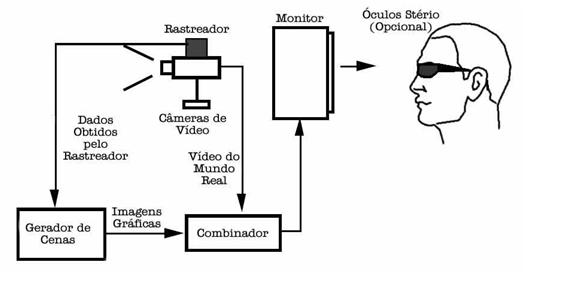 Rastreador
Monitor
Óculos Stério
(Opcional)
Câmeras de
Vídeo
Dados
Obtidos
pelo
Rastreador
Vídeo do
Mundo
Real
Imagens
Gráficas
Gerador de
Cenas
Combinador